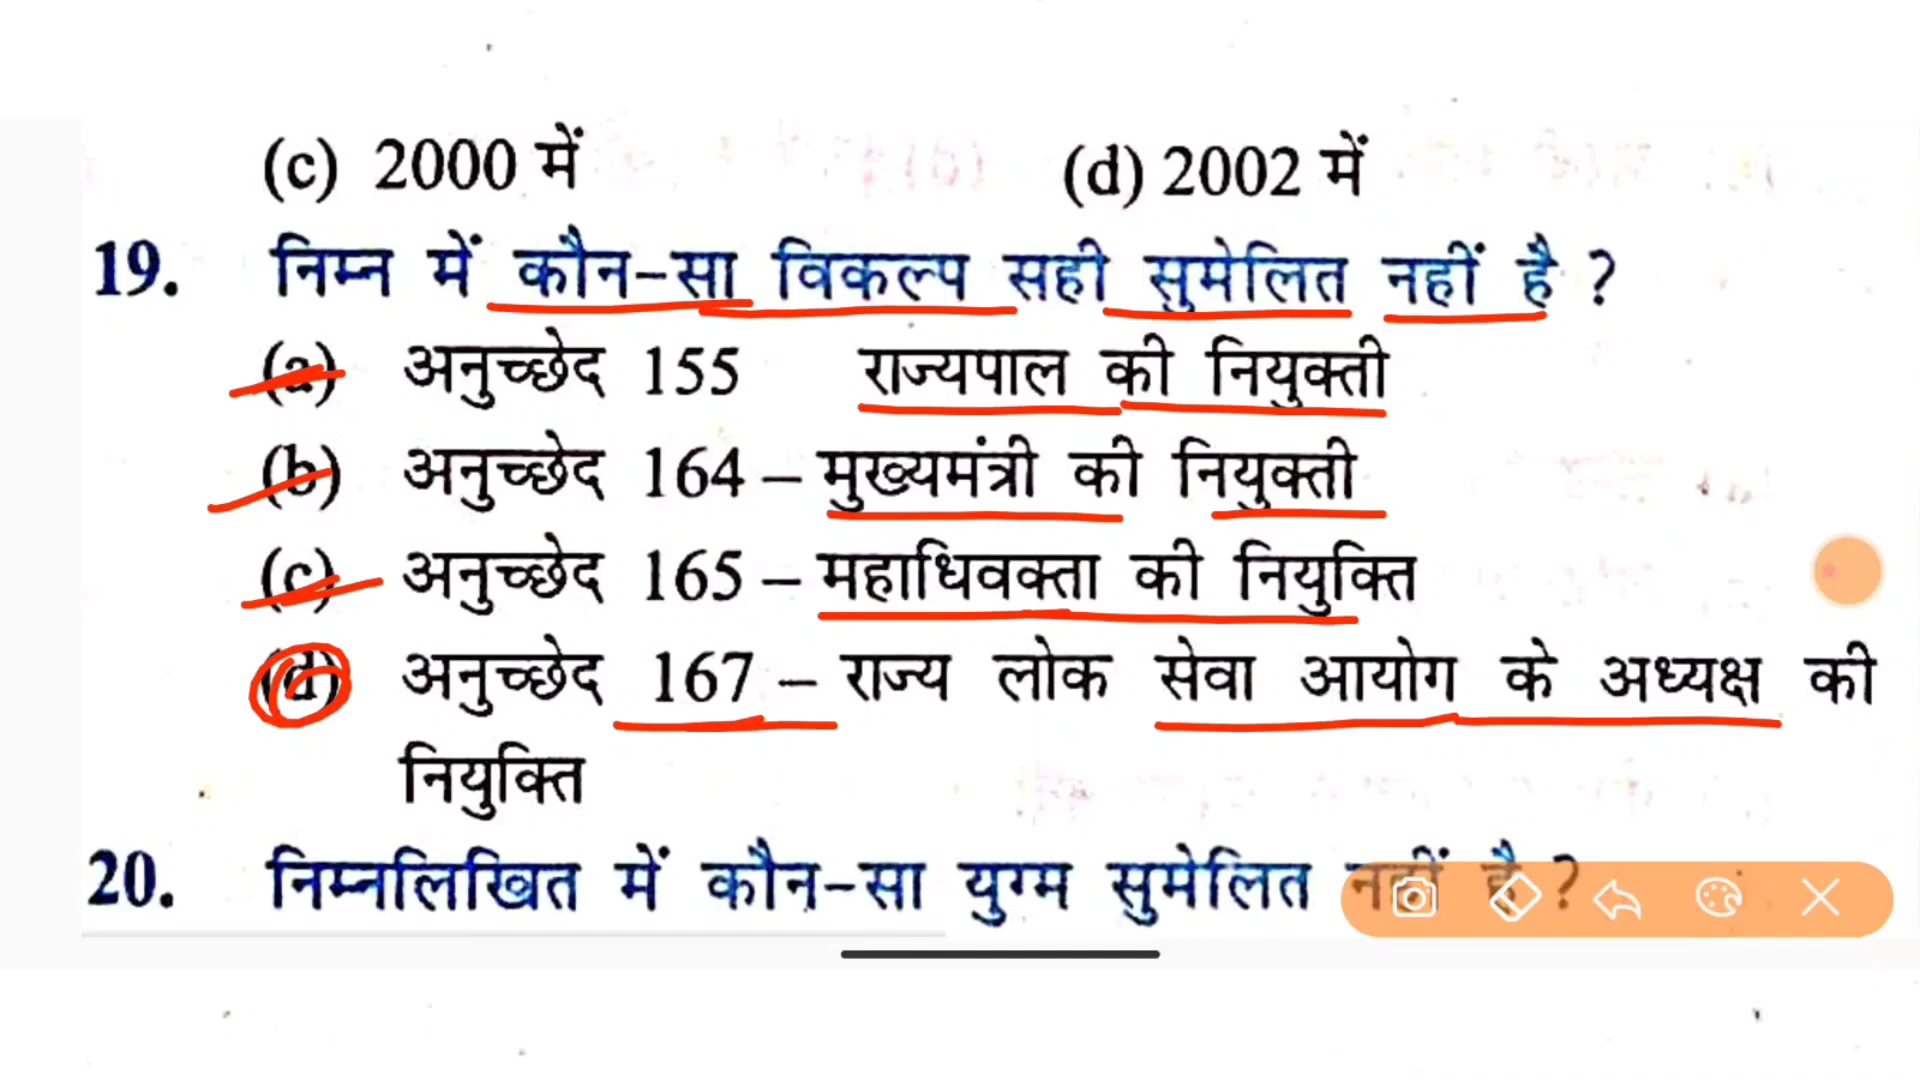 (c) 2000 में (d) 2002 में
19. निम्न में कौन-सा विकल्प सही सुमेलित नहीं है ?
(a) अनुच्छेद 155 राज्यपाल की नियुक्ती
(b) अनुच्छेद 164 – मुख्यमंत्री की नियुक्ती
(c) अनुच्छेद 165 – महाधिवक्ता की नियुक्ति
(d) अनुच्छेद 167 – राज्य लोक सेवा आयोग के अध्यक्ष की
नियुक्ति
20. निम्नलिखित में कौन-सा युग्म सुमेलित नहीं है ?